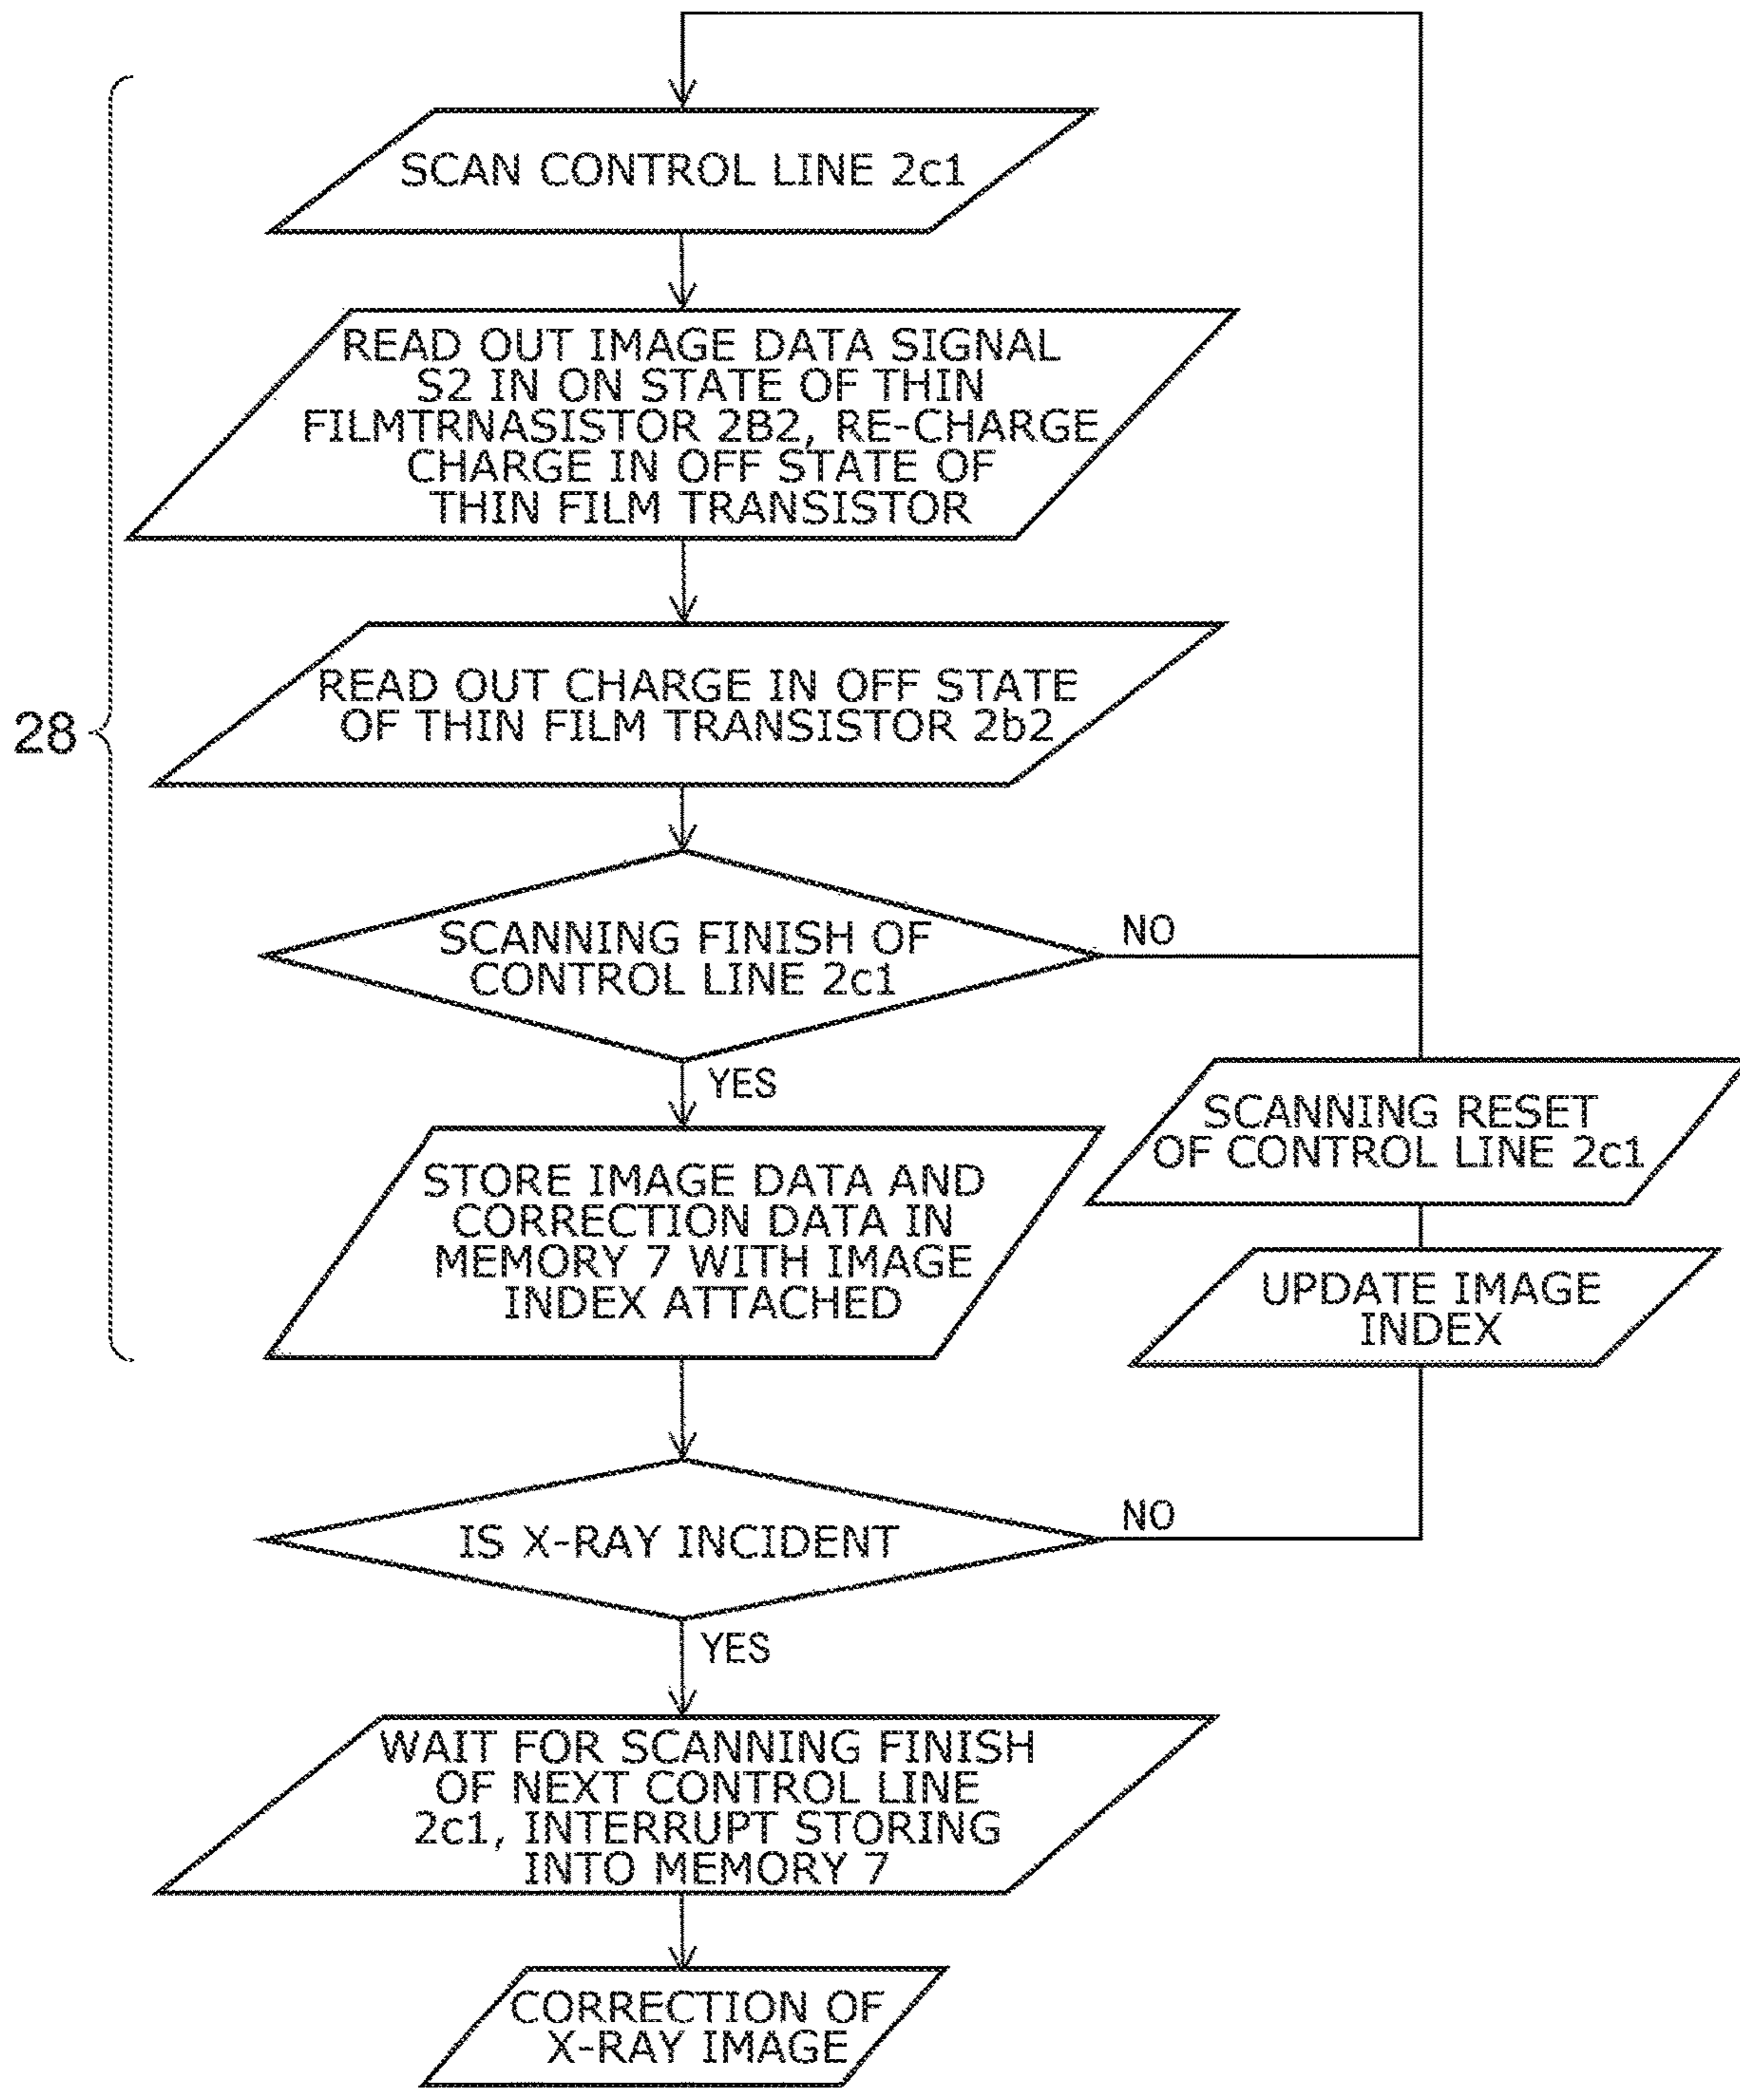 SCAN CONTROL LINE 2c1
READ OUT IMAGE DATA SIGNAL
S2 IN ON STATE OF THIN
FILMTRNASISTOR 2B2, RE-CHARGE
CHARGE IN OFF STATE OF
THIN FILM TRANSISTOR
READ OUT CHARGE IN OFF STATE
OF THIN FILM TRANSISTOR 2b2
28
SCANNING FINISH OF
CONTROL LINE 2c1
NO
YES
SCANNING RESET
OF CONTROL LINE 2c1
STORE IMAGE DATA AND
CORRECTION DATA IN
MEMORY 7 WITH IMAGE
INDEX ATTACHED
UPDATE IMAGE
INDEX
IS X-RAY INCIDENT
NO
YES
WAIT FOR SCANNING FINISH
OF NEXT CONTROL LINE
2c1, INTERRUPT STORING
INTO MEMORY 7
CORRECTION OF
X-RAY IMAGE